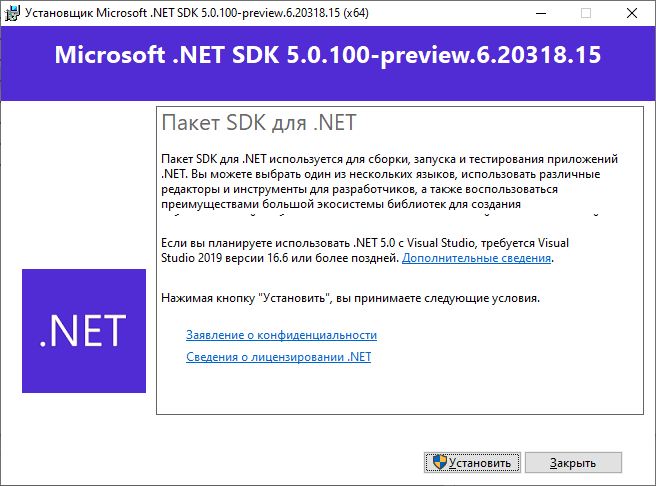 Установщик Microsoft .NET SDK 5.0.100-preview.6.20318.15 (x64)
Microsoft .NET SDK 5.0.100-preview.6.20318.15
Пакет SDK для .NET
Пакет SDK для .NET используется для сборки, запуска и тестирования приложений
.NET. Вы можете выбрать один из нескольких языков, использовать различные
редакторы и инструменты для разработчиков, а также воспользоваться
преимуществами большой экосистемы библиотек для создания
Если вы планируете использовать .NET 5.0 с Visual Studio, требуется Visual
Studio 2019 версии 16.6 или более поздней. Дополнительные сведения.
Нажимая кнопку "Установить", вы принимаете следующие условия.
.NET
Заявление о конфиденциальности
Сведения о лицензировании .NET
Установить
Закрыть